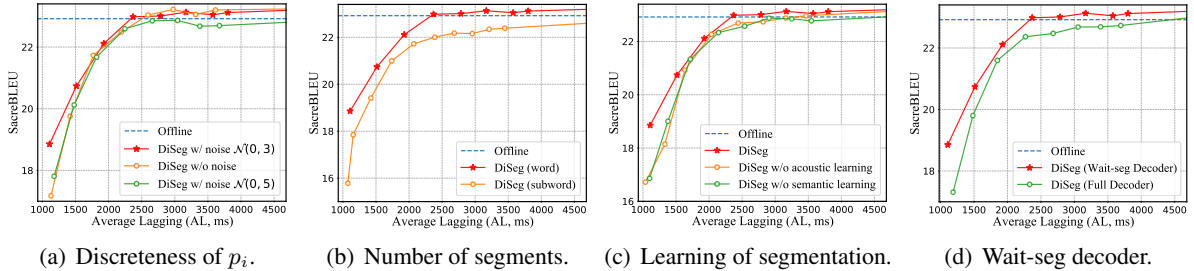 SacreBLEU
22
20
18
Offline
DiSeg w/ noise 𝒩(0, 3)
DiSeg w/o noise
DiSeg w/ noise 𝒩(0, 5)
1000 1500 2000 2500 3000 3500 4000 4500
Average Lagging (AL, ms)
(a) Discreteness of pᵢ.
SacreBLEU
22
20
18
16
Offline
DiSeg (word)
DiSeg (subword)
1000 1500 2000 2500 3000 3500 4000 4500
Average Lagging (AL, ms)
(b) Number of segments.
SacreBLEU
22
20
18
16
Offline
DiSeg
DiSeg w/o acoustic learning
DiSeg w/o semantic learning
1000 1500 2000 2500 3000 3500 4000 4500
Average Lagging (AL, ms)
(c) Learning of segmentation.
SacreBLEU
22
20
18
Offline
DiSeg (Wait-seg Decoder)
DiSeg (Full Decoder)
1000 1500 2000 2500 3000 3500 4000 4500
Average Lagging (AL, ms)
(d) Wait-seg decoder.